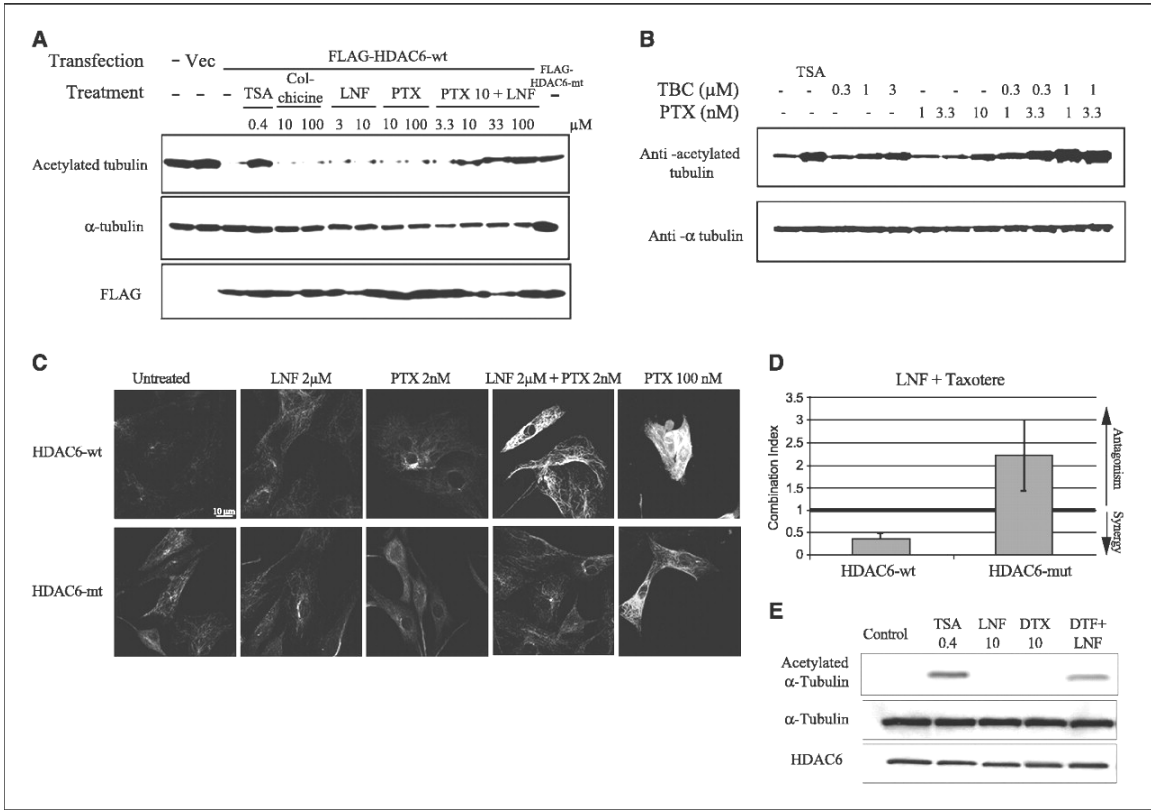 A
Transfection – Vec FLAG-HDAC6-wt
Treatment – – – TSA Col-chicine LNF PTX PTX 10 + LNF FLAG-HDAC6-mt –
0.4 10 100 3 10 10 100 3.3 10 33 100 μM
Acetylated tubulin
α-tubulin
FLAG
B
TSA
TBC (μM) - - 0.3 1 3 - - - 0.3 0.3 1 1
PTX (nM) - - - - - 1 3.3 10 1 3.3 1 3.3
Anti -acetylated
tubulin
Anti -α tubulin
C
Untreated LNF 2μM PTX 2nM LNF 2μM + PTX 2nM PTX 100 nM
HDAC6-wt
10 μm
HDAC6-mt
D
LNF + Taxotere
Combination Index
3.5
3
2.5
2
1.5
1
0.5
0
Antagonism
Synergy
HDAC6-wt HDAC6-mut
E
Control TSA LNF DTX DTF+
0.4 10 10 LNF
Acetylated
α-Tubulin
α-Tubulin
HDAC6